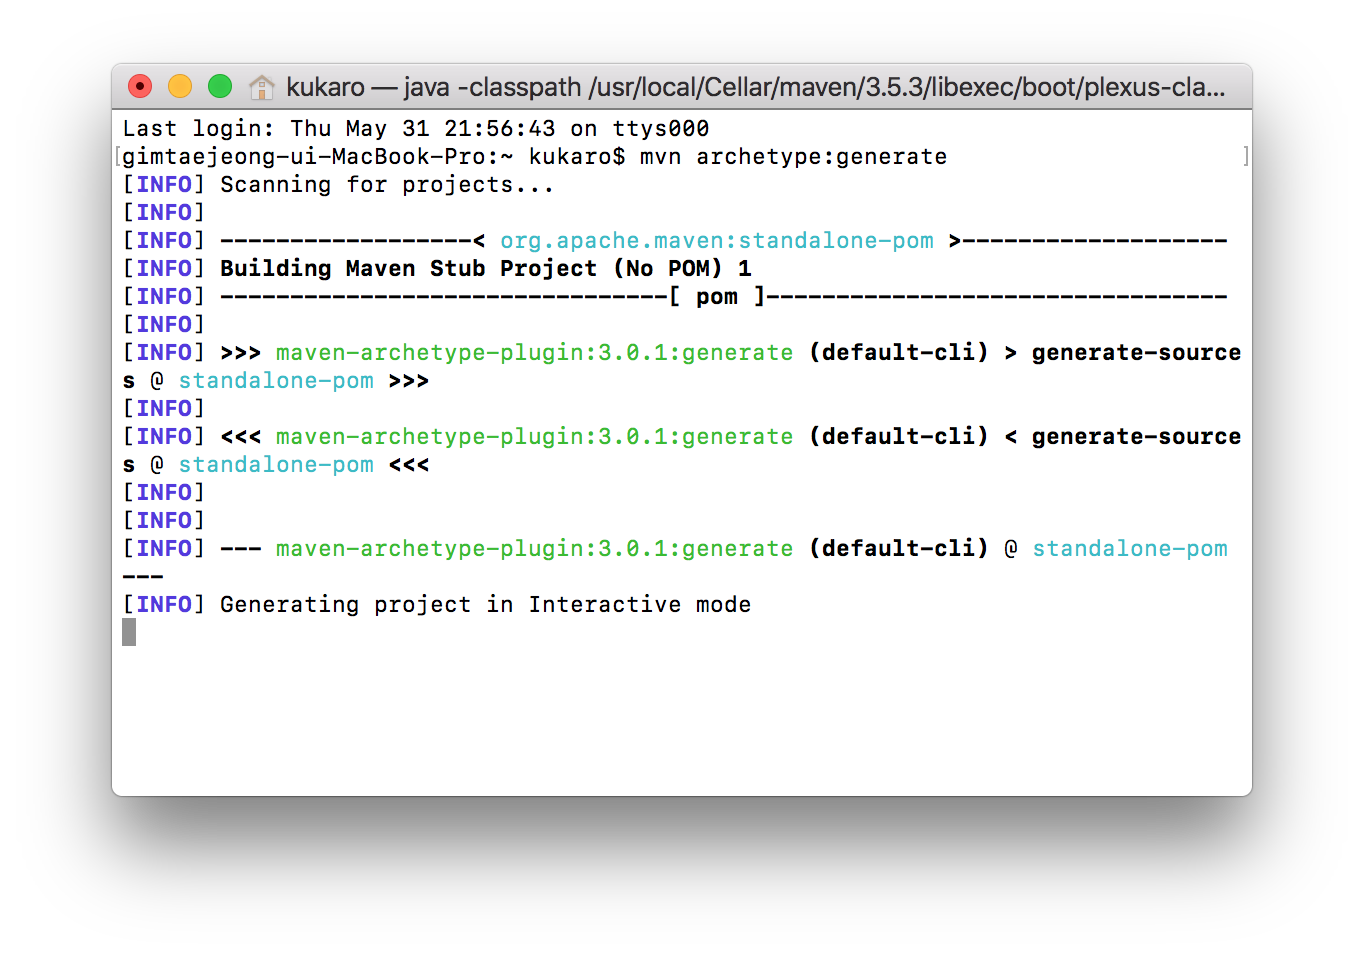 kukaro — java -classpath /usr/local/Cellar/maven/3.5.3/libexec/boot/plexus-cla...
Last login: Thu May 31 21:56:43 on ttys000
[gimtaejeong-ui-MacBook-Pro:~ kukaro$ mvn archetype:generate ]
[INFO] Scanning for projects...
[INFO]
[INFO] ------------------< org.apache.maven:standalone-pom >-------------------
[INFO] Building Maven Stub Project (No POM) 1
[INFO] --------------------------------[ pom ]---------------------------------
[INFO]
[INFO] >>> maven-archetype-plugin:3.0.1:generate (default-cli) > generate-source
s @ standalone-pom >>>
[INFO]
[INFO] <<< maven-archetype-plugin:3.0.1:generate (default-cli) < generate-source
s @ standalone-pom <<<
[INFO]
[INFO]
[INFO] --- maven-archetype-plugin:3.0.1:generate (default-cli) @ standalone-pom
---
[INFO] Generating project in Interactive mode